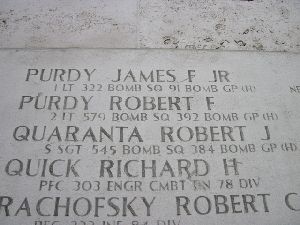 PURDY JAMES F JR
1 LT 322 BOMB SQ 91 BOMB GP (H)
PURDY ROBERT F
2 LT 579 BOMB SQ 392 BOMB GP (H)
QUARANTA ROBERT J
S SGT 545 BOMB SQ 384 BOMB GP (H)
QUICK RICHARD H
PFC 303 ENGR CMBT BN 78 DIV
RACHOFSKY ROBERT C